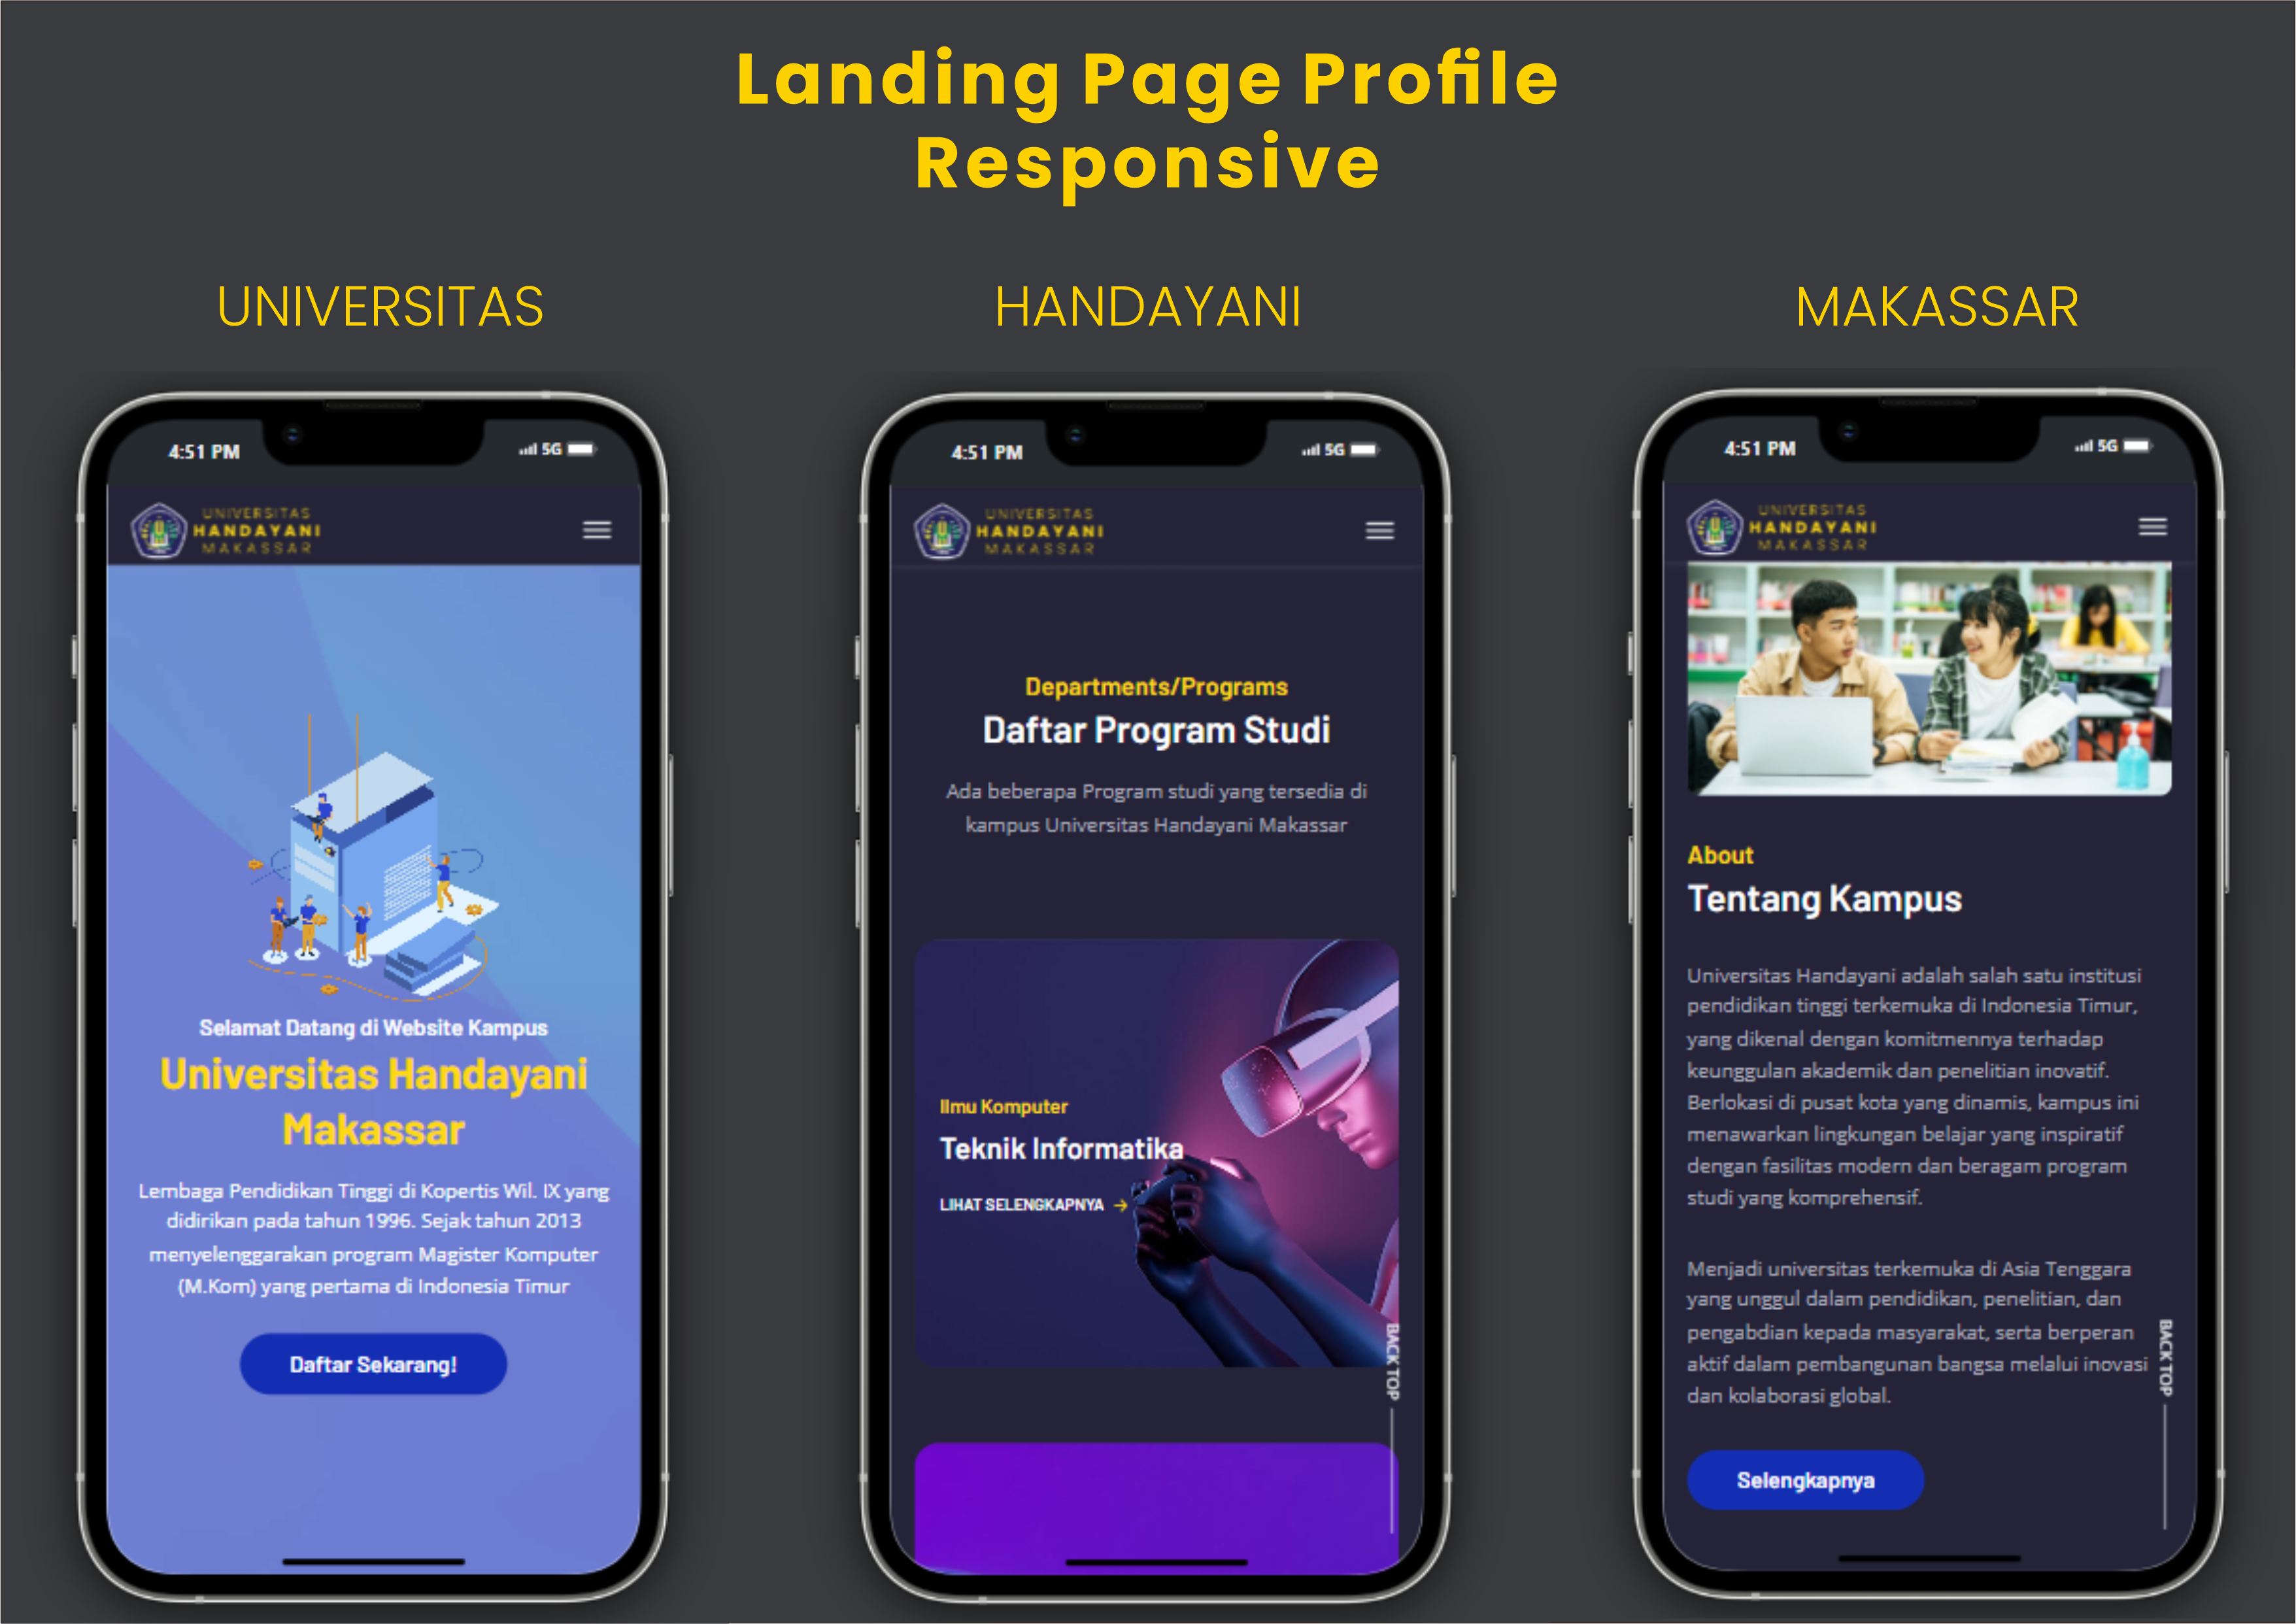 Landing Page Profile
Responsive
UNIVERSITAS
HANDAYANI
MAKASSAR
4:51 PM
5G
UNIVERSITAS
HANDAYANI
MAKASSAR
Selamat Datang di Website Kampus
Universitas Handayani
Makassar
Lembaga Pendidikan Tinggi di Kopertis Wil. IX yang
didirikan pada tahun 1996. Sejak tahun 2013
menyelenggarakan program Magister Komputer
(M.Kom) yang pertama di Indonesia Timur
Daftar Sekarang!
4:51 PM
5G
UNIVERSITAS
HANDAYANI
MAKASSAR
Departments/Programs
Daftar Program Studi
Ada beberapa Program studi yang tersedia di
kampus Universitas Handayani Makassar
Ilmu Komputer
Teknik Informatika
LIHAT SELENGKAPNYA →
BACK TOP
4:51 PM
5G
UNIVERSITAS
HANDAYANI
MAKASSAR
About
Tentang Kampus
Universitas Handayani adalah salah satu institusi
pendidikan tinggi terkemuka di Indonesia Timur,
yang dikenal dengan komitmennya terhadap
keunggulan akademik dan penelitian inovatif.
Berlokasi di pusat kota yang dinamis, kampus ini
menawarkan lingkungan belajar yang inspiratif
dengan fasilitas modern dan beragam program
studi yang komprehensif.
Menjadi universitas terkemuka di Asia Tenggara
yang unggul dalam pendidikan, penelitian, dan
pengabdian kepada masyarakat, serta berperan
aktif dalam pembangunan bangsa melalui inovasi
dan kolaborasi global.
BACK TOP
Selengkapnya